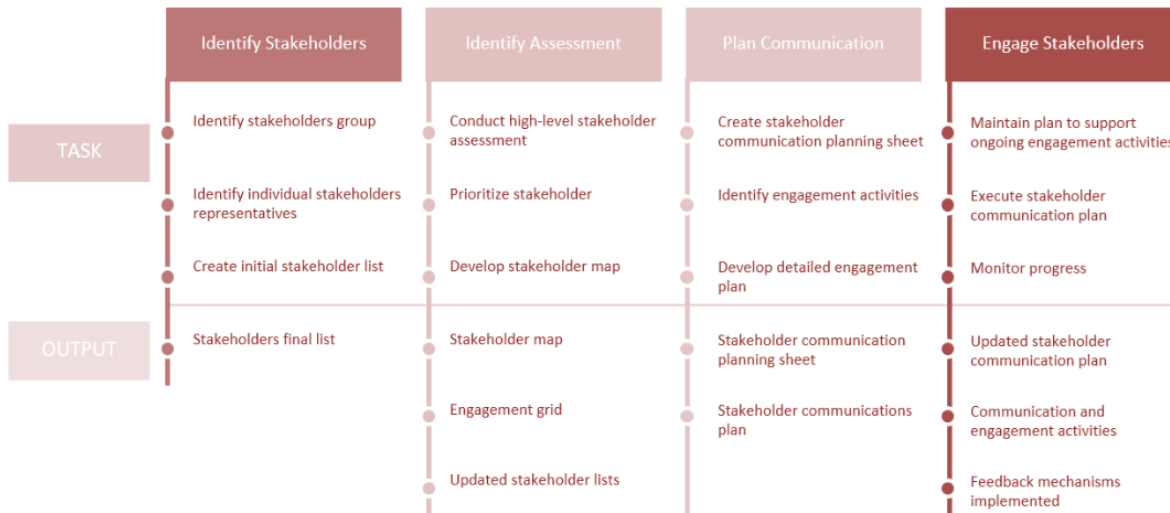 Identify Stakeholders
Identify Assessment
Plan Communication
Engage Stakeholders
TASK
Identify stakeholders group
Conduct high-level stakeholder
assessment
Create stakeholder
communication planning sheet
Maintain plan to support
ongoing engagement activities
Identify individual stakeholders
representatives
Prioritize stakeholder
Identify engagement activities
Execute stakeholder
communication plan
Create initial stakeholder list
Develop stakeholder map
Develop detailed engagement
plan
Monitor progress
OUTPUT
Stakeholders final list
Stakeholder map
Stakeholder communication
planning sheet
Updated stakeholder
communication plan
Engagement grid
Stakeholder communications
plan
Communication and
engagement activities
Updated stakeholder lists
Feedback mechanisms
implemented